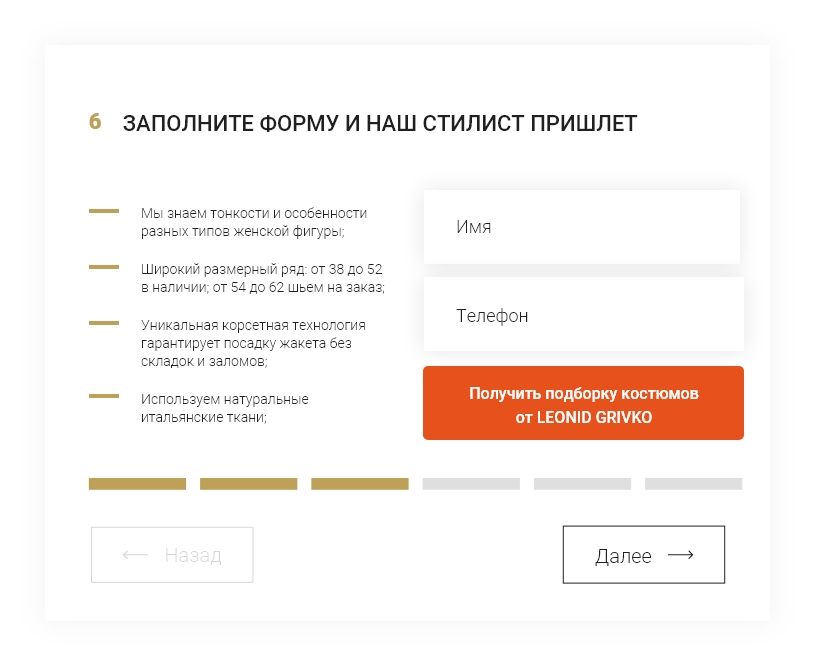 6 ЗАПОЛНИТЕ ФОРМУ И НАШ СТИЛИСТ ПРИШЛЕТ
Мы знаем тонкости и особенности
разных типов женской фигуры;
Широкий размерный ряд: от 38 до 52
в наличии; от 54 до 62 шьем на заказ;
Уникальная корсетная технология
гарантирует посадку жакета без
складок и заломов;
Используем натуральные
итальянские ткани;
Имя
Телефон
Получить подборку костюмов
от LEONID GRIVKO
Назад
Далее